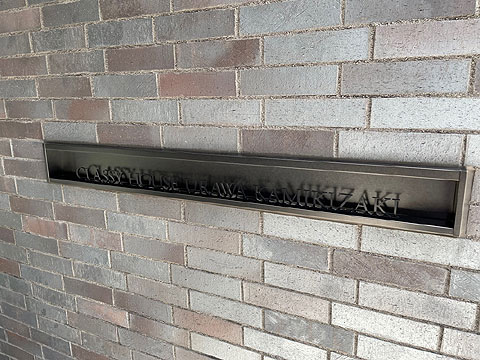 CLASSY HOUSE URAWA KAMIKIZAKI